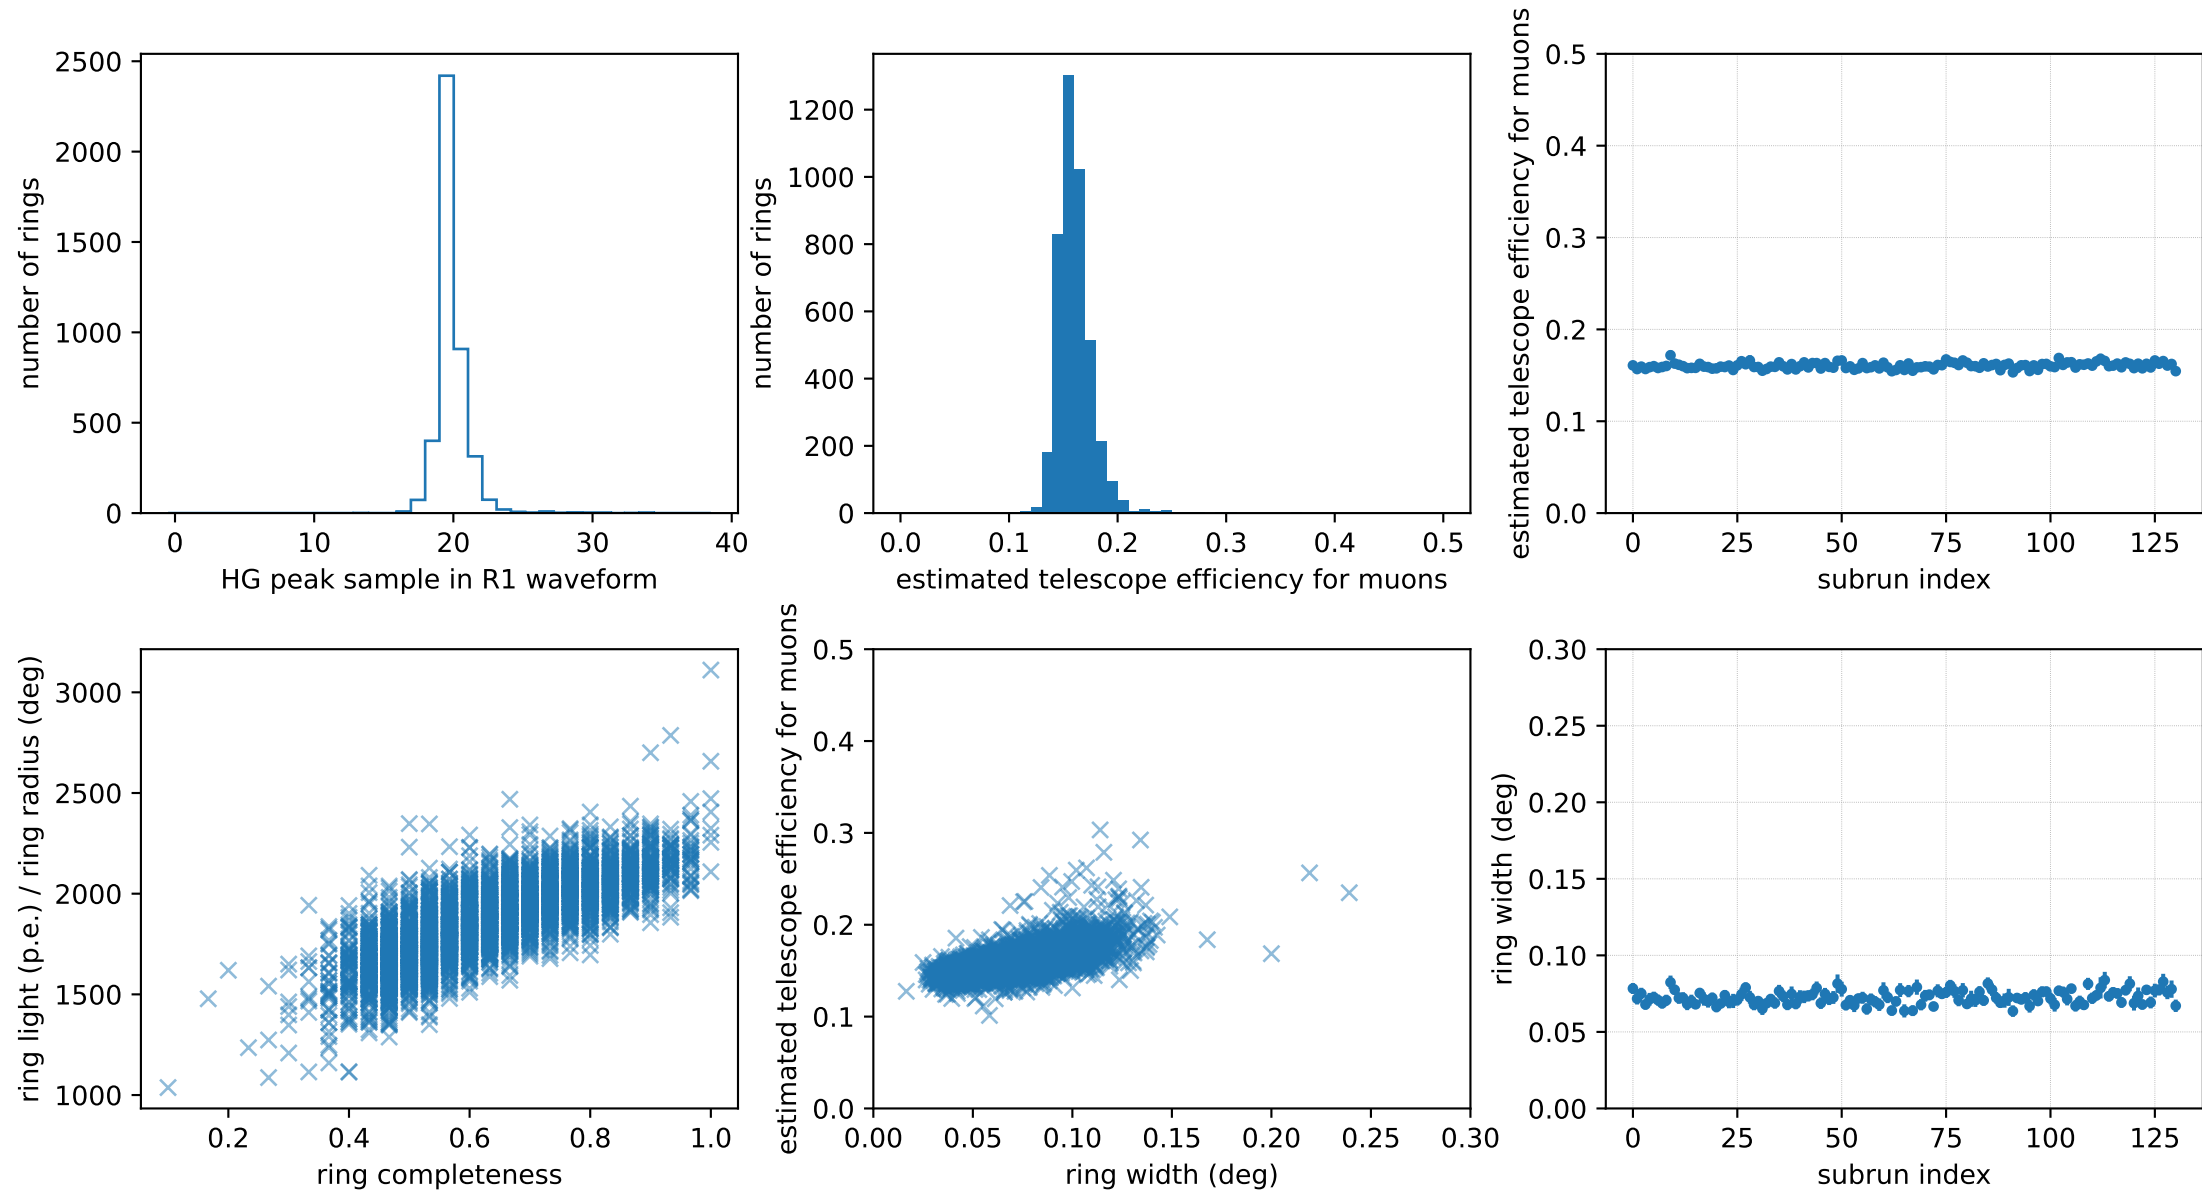 number of rings
2500
2000
1500
1000
500
0
0 10 20 30 40
HG peak sample in R1 waveform
number of rings
1200
1000
800
600
400
200
0
0.0 0.1 0.2 0.3 0.4 0.5
estimated telescope efficiency for muons
estimated telescope efficiency for muons
0.5
0.4
0.3
0.2
0.1
0.0
0 25 50 75 100 125
subrun index
ring light (p.e.) / ring radius (deg)
3000
2500
2000
1500
1000
0.2 0.4 0.6 0.8 1.0
ring completeness
estimated telescope efficiency for muons
0.5
0.4
0.3
0.2
0.1
0.0
0.00 0.05 0.10 0.15 0.20 0.25 0.30
ring width (deg)
ring width (deg)
0.30
0.25
0.20
0.15
0.10
0.05
0.00
0 25 50 75 100 125
subrun index